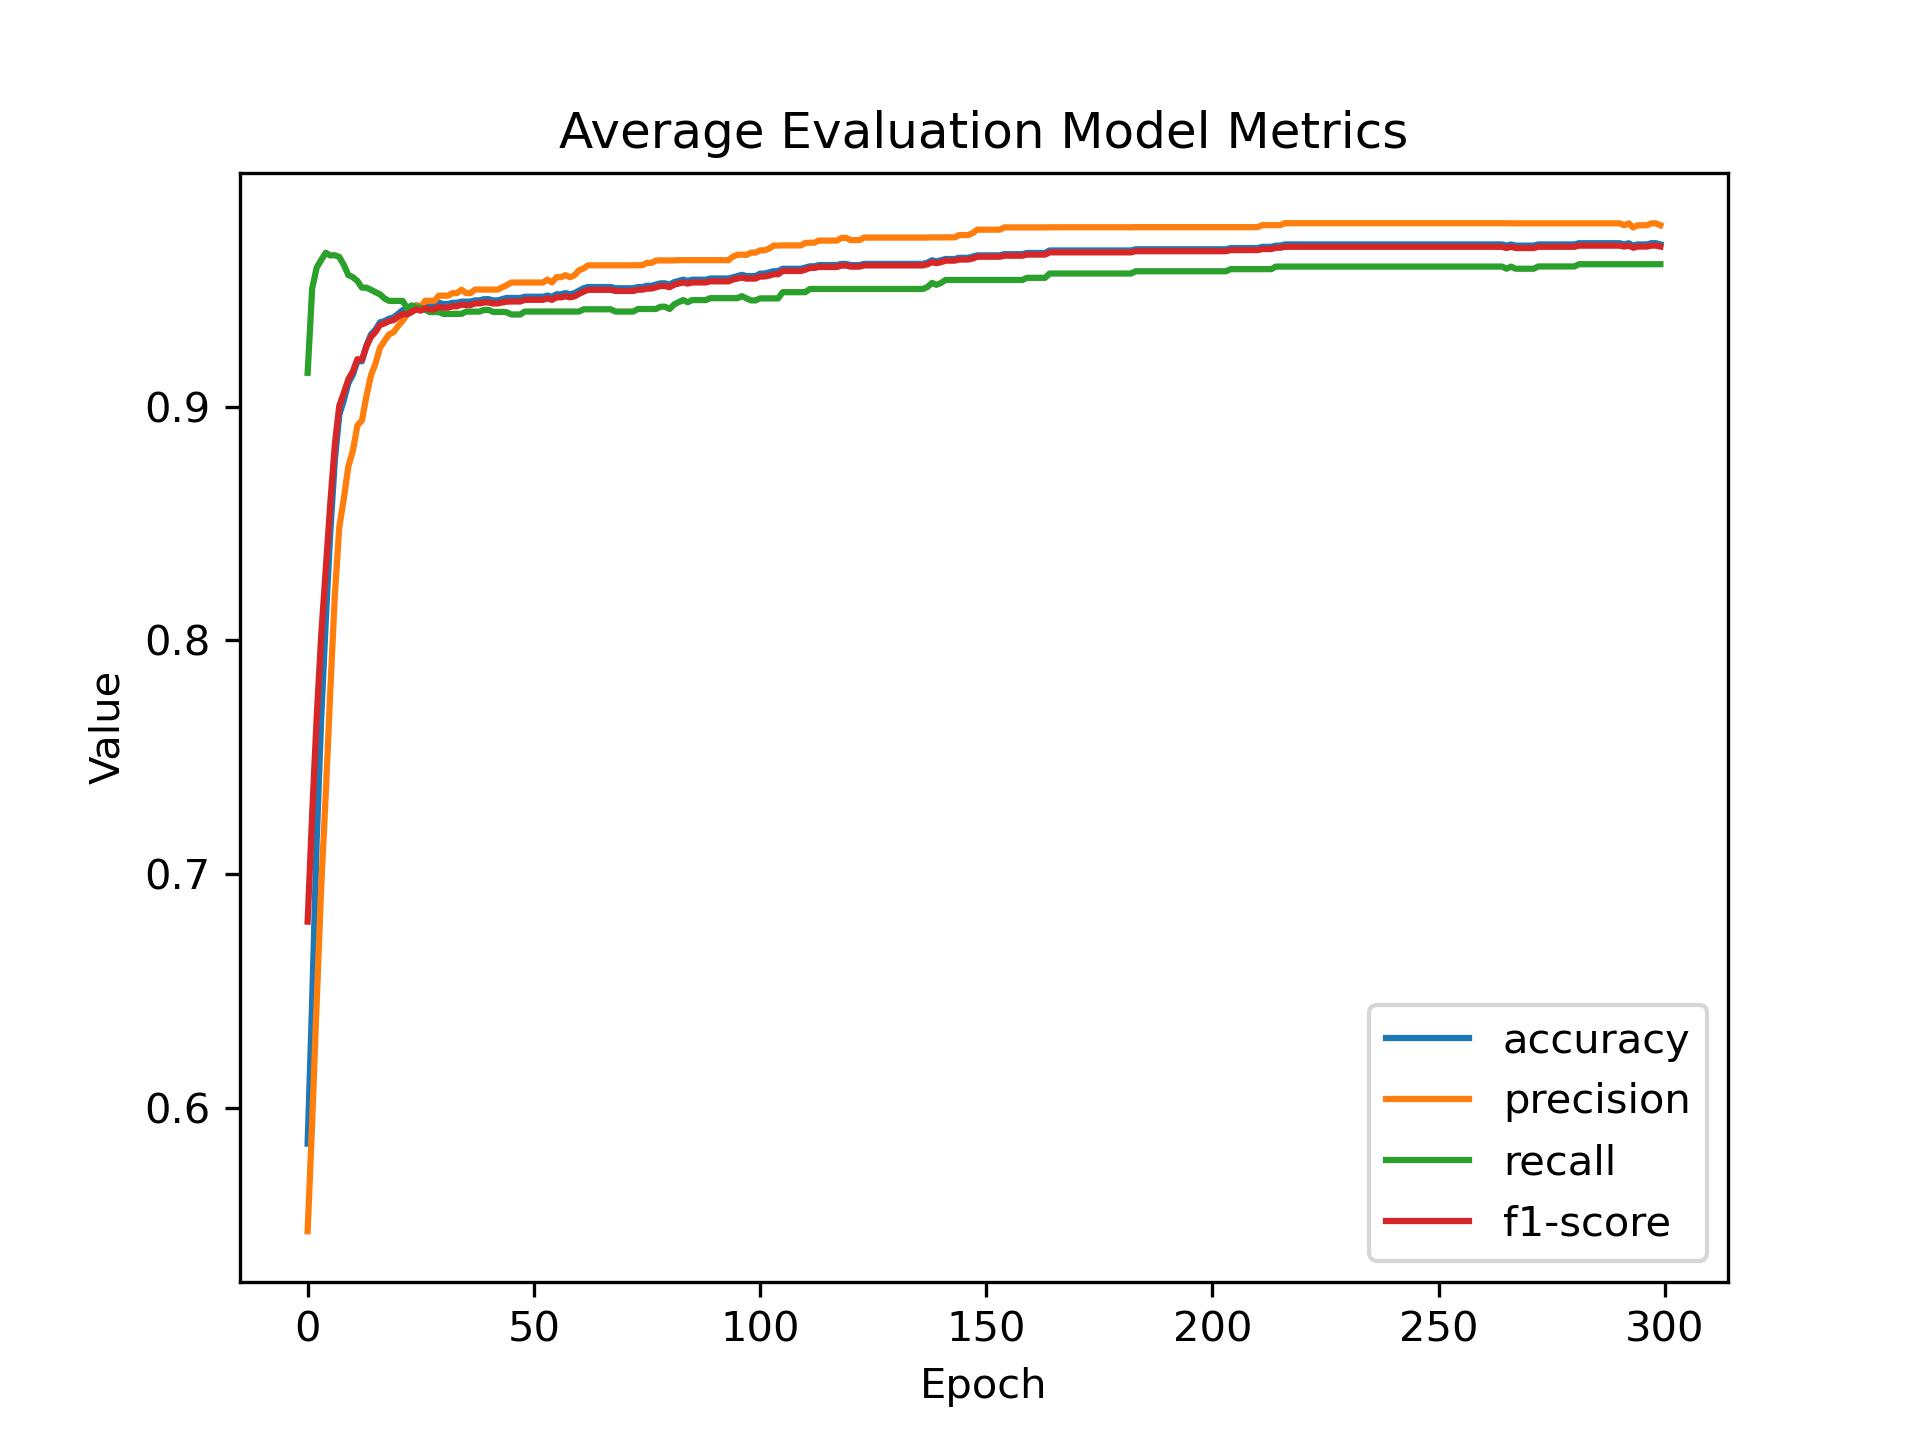 Average Evaluation Model Metrics
Value
0.9
0.8
0.7
0.6
accuracy
precision
recall
f1-score
0 50 100 150 200 250 300
Epoch